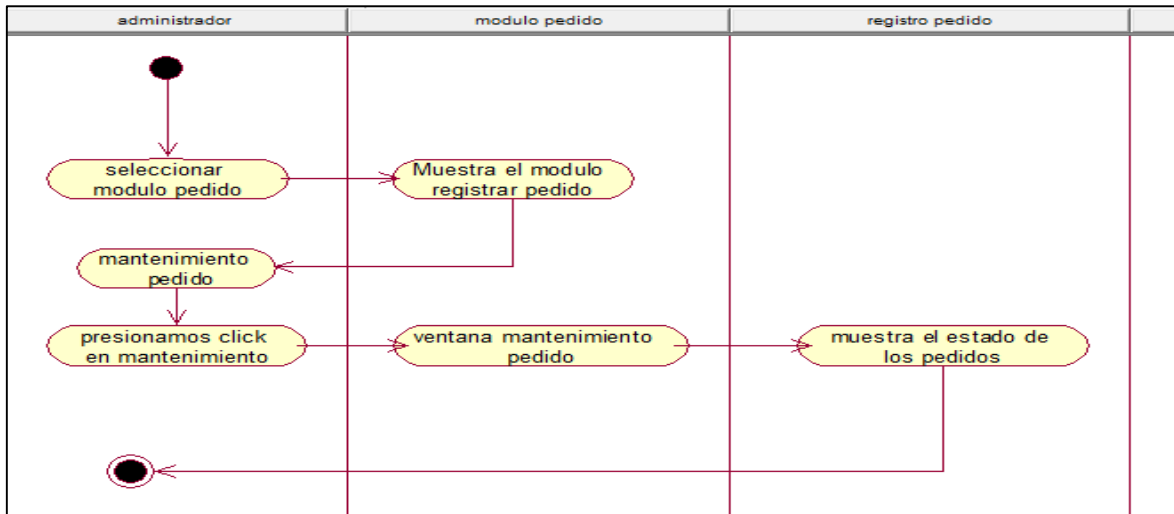 administrador
modulo pedido
registro pedido
seleccionar
modulo pedido
Muestra el modulo
registrar pedido
mantenimiento
pedido
presionamos click
en mantenimiento
ventana mantenimiento
pedido
muestra el estado de
los pedidos